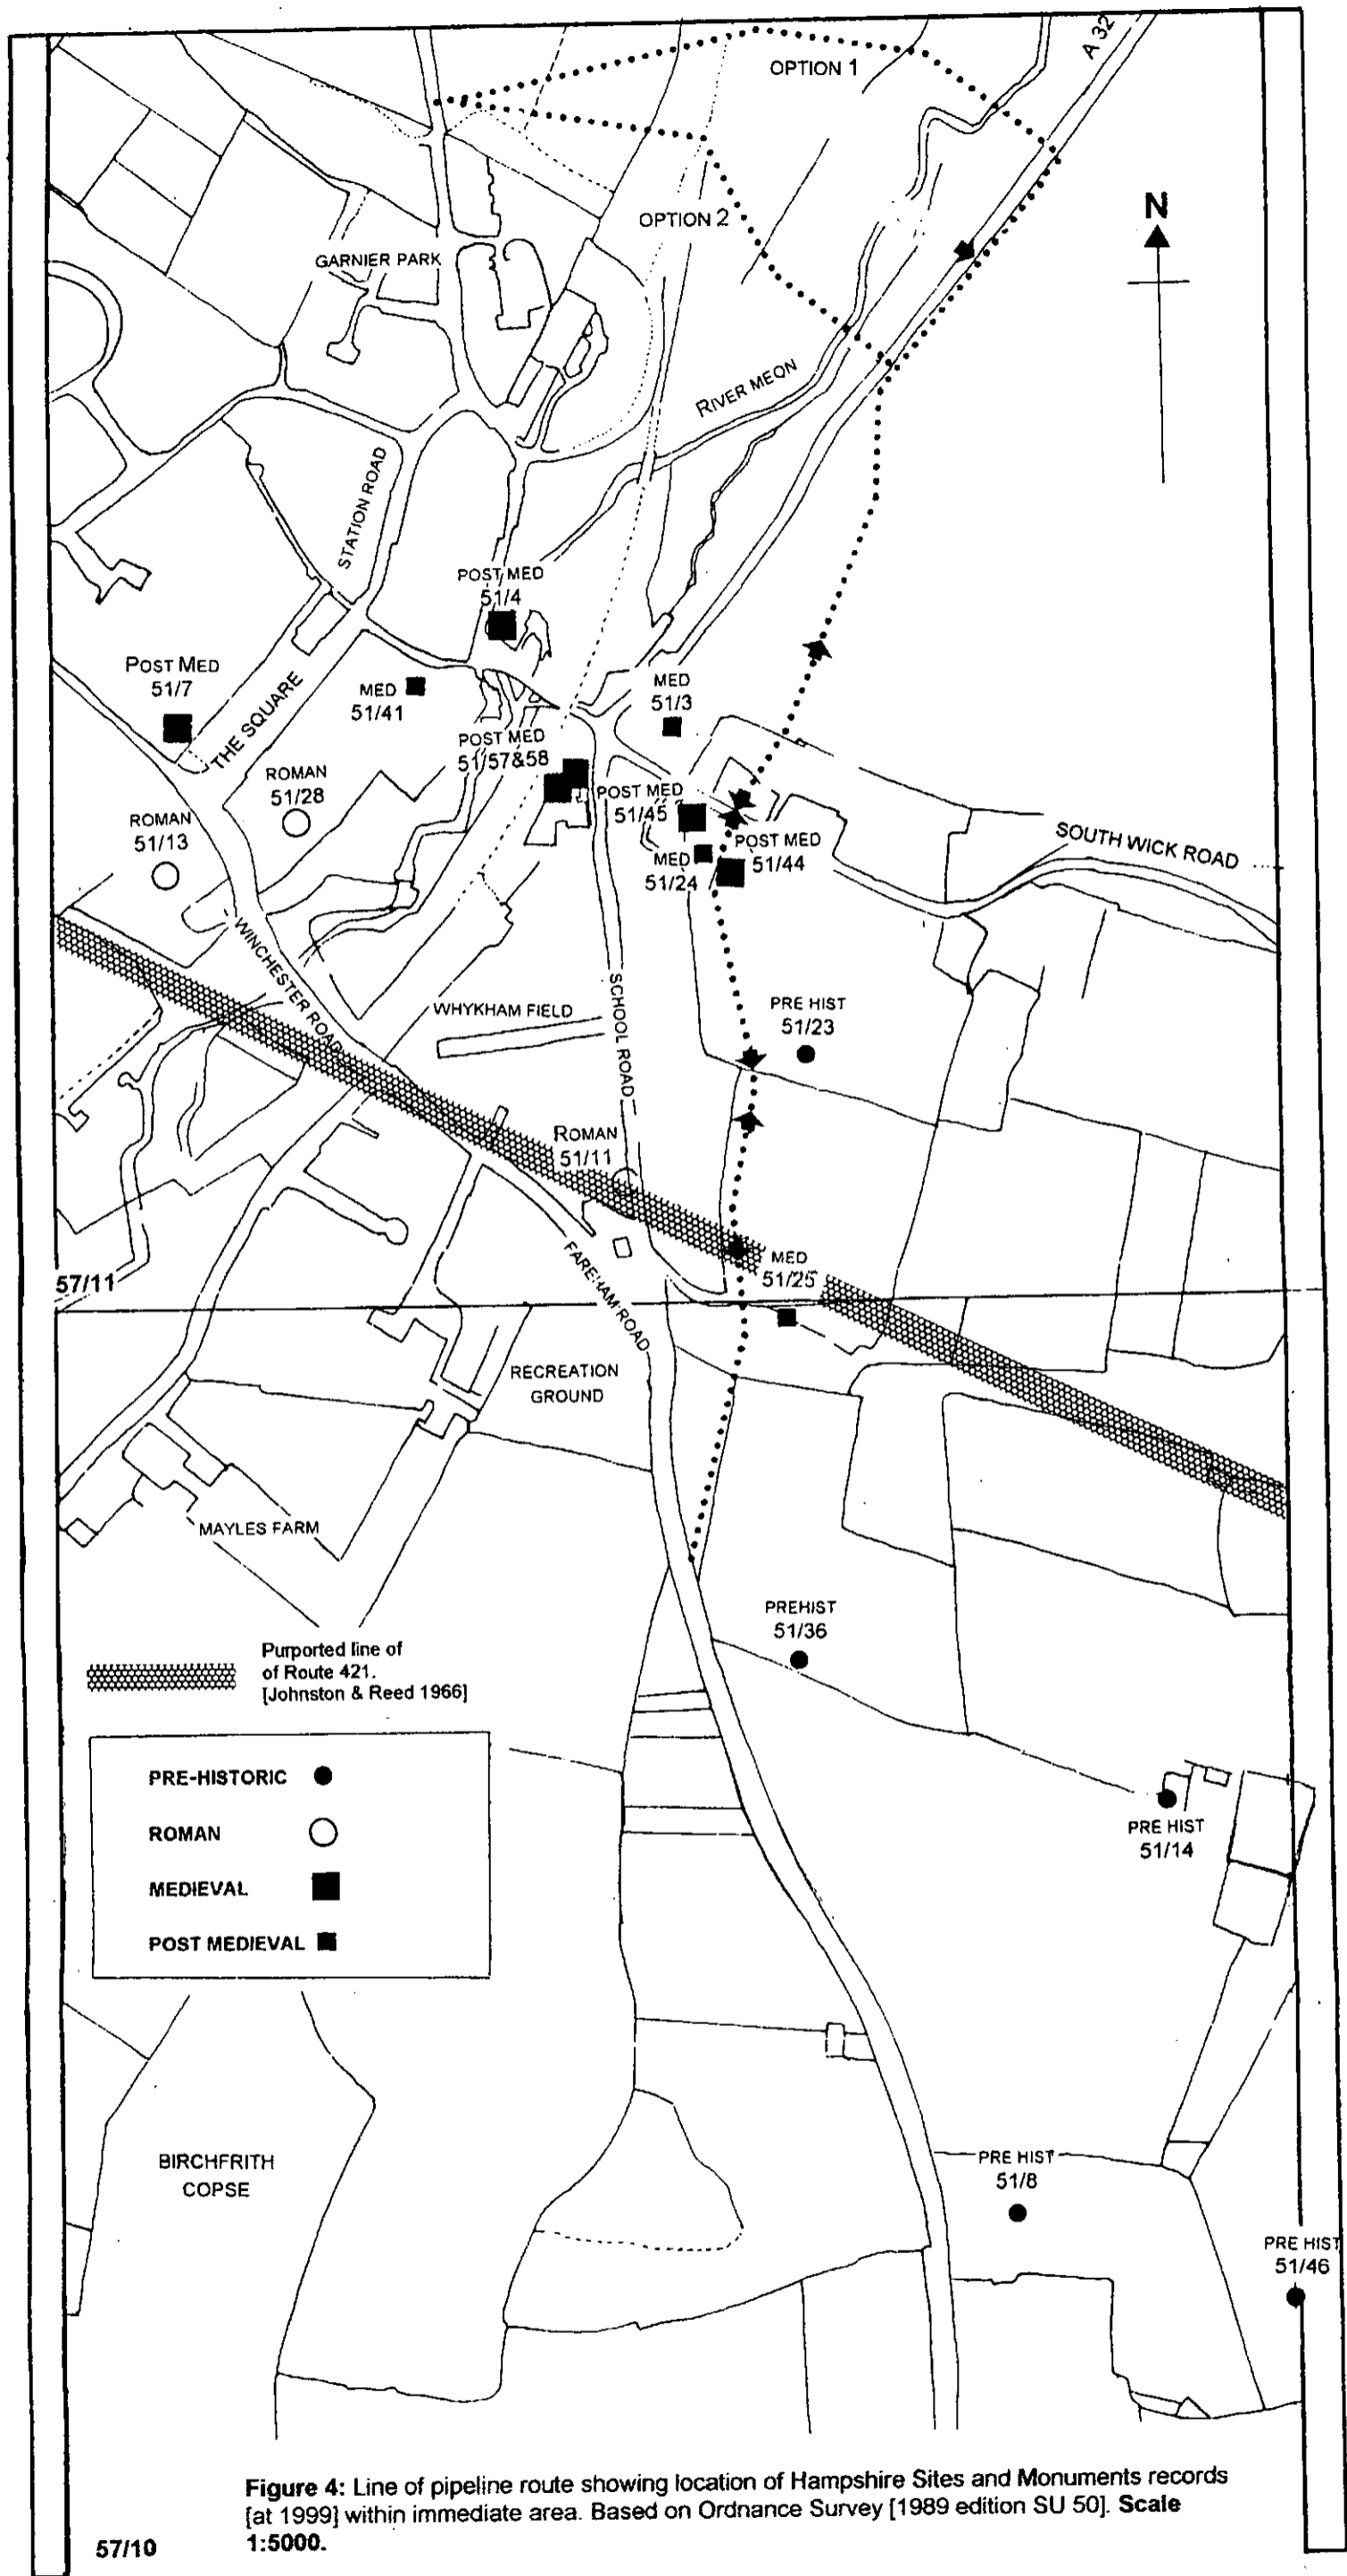 OPTION 1
A 32
OPTION 2
N
GARNIER PARK
RIVER MEON
STATION ROAD
POST MED
51/4
POST MED
51/7
THE SQUARE
MED
51/41
MED
51/3
POST MED
51/57&58
ROMAN
51/28
ROMAN
51/13
POST MED
51/45
MED
51/24
POST MED
51/44
SOUTH WICK ROAD
WINCHESTER ROAD
WHYKHAM FIELD
SCHOOL ROAD
PRE HIST
51/23
ROMAN
51/11
FAREHAM ROAD
MED
51/25
57/11
RECREATION
GROUND
MAYLES FARM
PREHIST
51/36
Purported line of
of Route 421.
[Johnston & Reed 1966]
PRE-HISTORIC
ROMAN
MEDIEVAL
POST MEDIEVAL
PRE HIST
51/14
BIRCHFRITH
COPSE
PRE HIST
51/8
PRE HIST
51/46
Figure 4: Line of pipeline route showing location of Hampshire Sites and Monuments records
[at 1999] within immediate area. Based on Ordnance Survey [1989 edition SU 50]. Scale
1:5000.
57/10